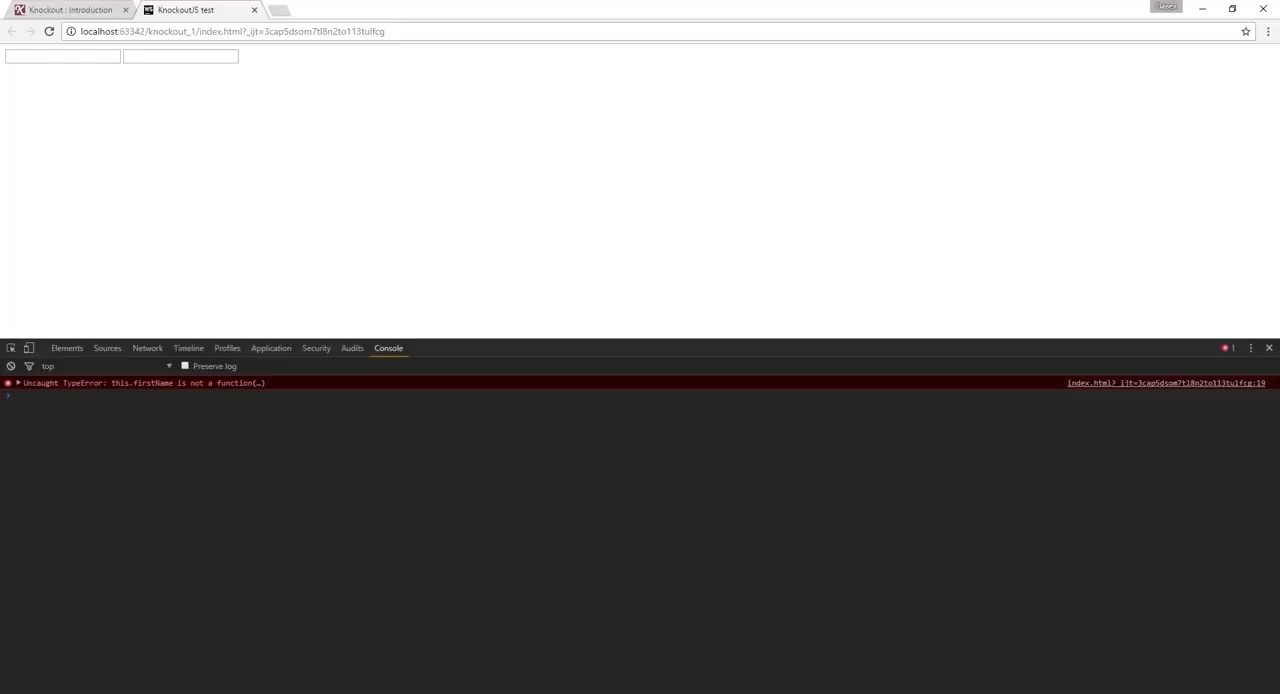 Knockout : Introduction
KnockoutJS test
localhost:63342/knockout_1/index.html?_ijt=3cap5dsom7tl8n2to113tulfcg
Elements Sources Network Timeline Profiles Application Security Audits Console
1
top
Preserve log
Uncaught TypeError: this.firstName is not a function(…)
index.html?_ijt=3cap5dsom7tl8n2to113tulfcg:19